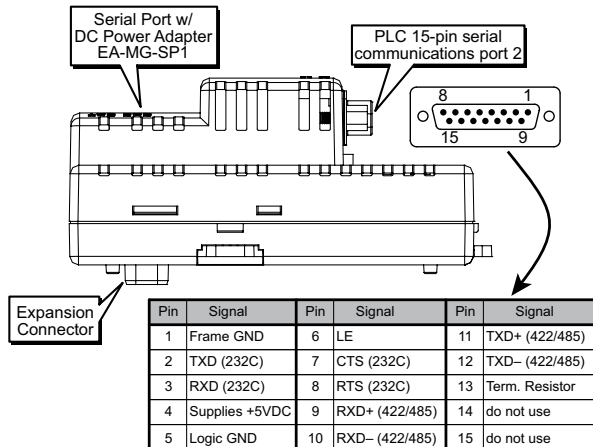 Serial Port w/
DC Power Adapter
EA-MG-SP1
PLC 15-pin serial
communications port 2
8 1
15 9
Expansion
Connector
Pin Signal Pin Signal Pin Signal
1 Frame GND 6 LE 11 TXD+ (422/485)
2 TXD (232C) 7 CTS (232C) 12 TXD– (422/485)
3 RXD (232C) 8 RTS (232C) 13 Term. Resistor
4 Supplies +5VDC 9 RXD+ (422/485) 14 do not use
5 Logic GND 10 RXD– (422/485) 15 do not use